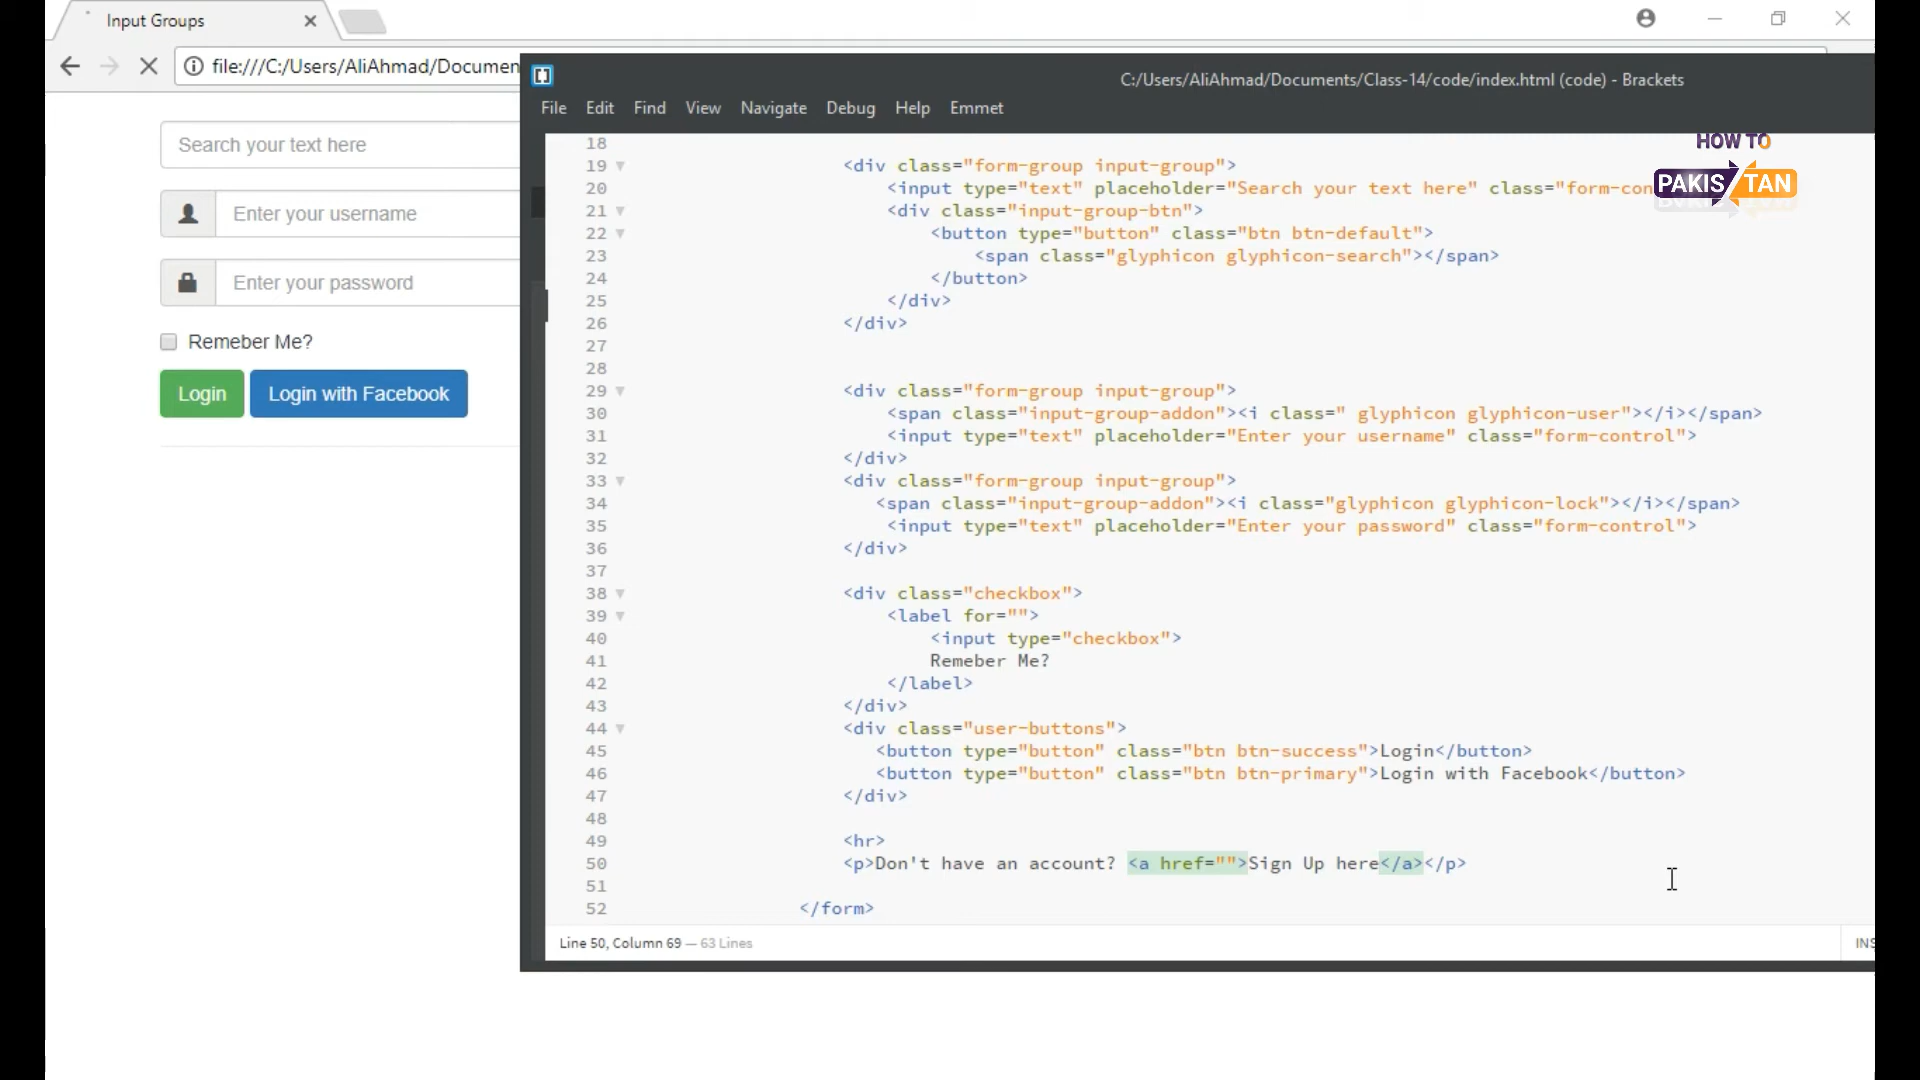 Input Groups
file:///C:/Users/AliAhmad/Documen
C:/Users/AliAhmad/Documents/Class-14/code/index.html (code) - Brackets
File Edit Find View Navigate Debug Help Emmet
HOW TO
PAKISTAN
Search your text here
Enter your username
Enter your password
Remeber Me?
Login
Login with Facebook
18
19 <div class="form-group input-group">
20 <input type="text" placeholder="Search your text here" class="form-con
21 <div class="input-group-btn">
22 <button type="button" class="btn btn-default">
23 <span class="glyphicon glyphicon-search"></span>
24 </button>
25 </div>
26 </div>
27
28
29 <div class="form-group input-group">
30 <span class="input-group-addon"><i class=" glyphicon glyphicon-user"></i></span>
31 <input type="text" placeholder="Enter your username" class="form-control">
32 </div>
33 <div class="form-group input-group">
34 <span class="input-group-addon"><i class="glyphicon glyphicon-lock"></i></span>
35 <input type="text" placeholder="Enter your password" class="form-control">
36 </div>
37
38 <div class="checkbox">
39 <label for="">
40 <input type="checkbox">
41 Remeber Me?
42 </label>
43 </div>
44 <div class="user-buttons">
45 <button type="button" class="btn btn-success">Login</button>
46 <button type="button" class="btn btn-primary">Login with Facebook</button>
47 </div>
48
49 <hr>
50 <p>Don't have an account? <a href="">Sign Up here</a></p>
51
52 </form>
Line 50, Column 69 — 63 Lines
INS